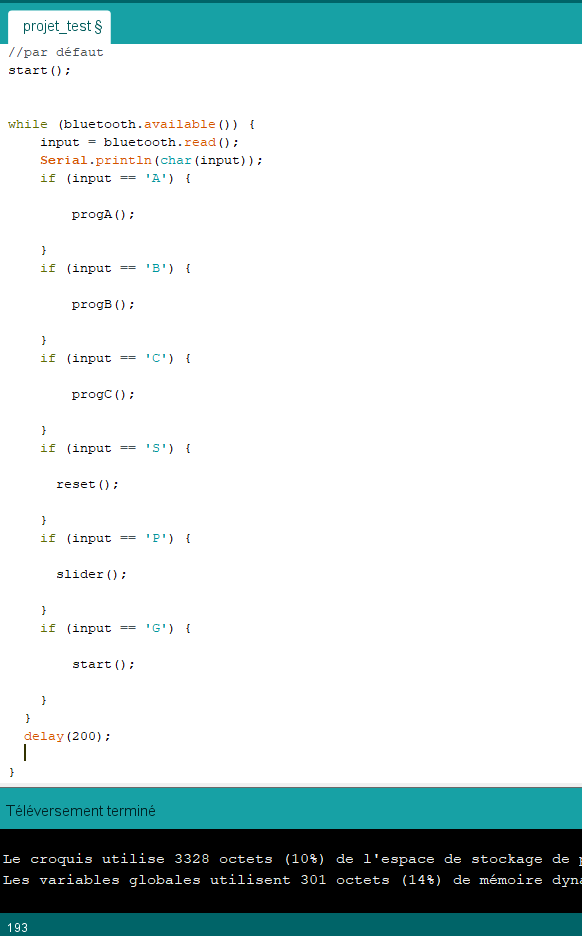 projet_test §
//par défaut
start();
while (bluetooth.available()) {
input = bluetooth.read();
Serial.println(char(input));
if (input == 'A') {
progA();
}
if (input == 'B') {
progB();
}
if (input == 'C') {
progC();
}
if (input == 'S') {
reset();
}
if (input == 'P') {
slider();
}
if (input == 'G') {
start();
}
}
delay(200);
}
Téléversement terminé
Le croquis utilise 3328 octets (10%) de l'espace de stockage de
Les variables globales utilisent 301 octets (14%) de mémoire
193